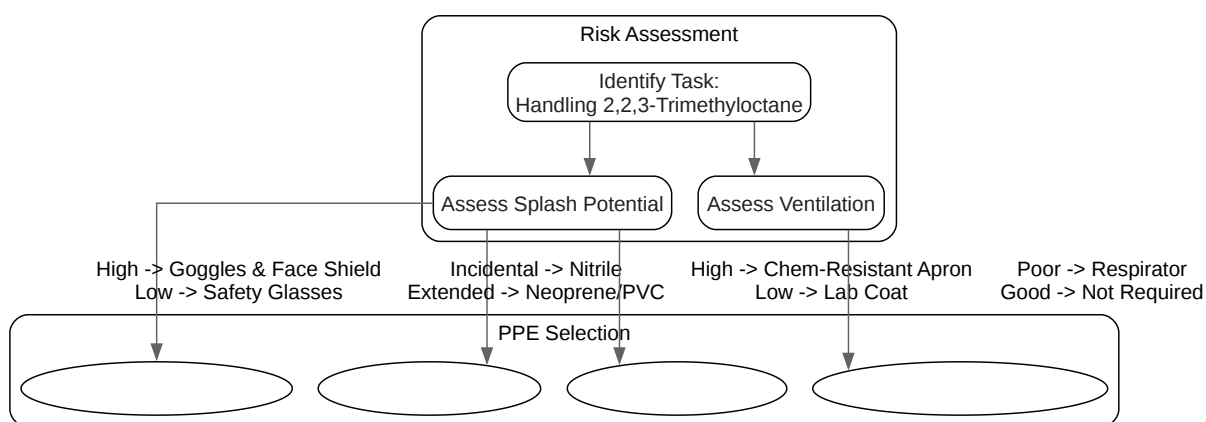 Risk Assessment
Identify Task:
Handling 2,2,3-Trimethyloctane
Assess Splash Potential
Assess Ventilation
High -> Goggles & Face Shield
Low -> Safety Glasses
Incidental -> Nitrile
Extended -> Neoprene/PVC
High -> Chem-Resistant Apron
Low -> Lab Coat
Poor -> Respirator
Good -> Not Required
PPE Selection